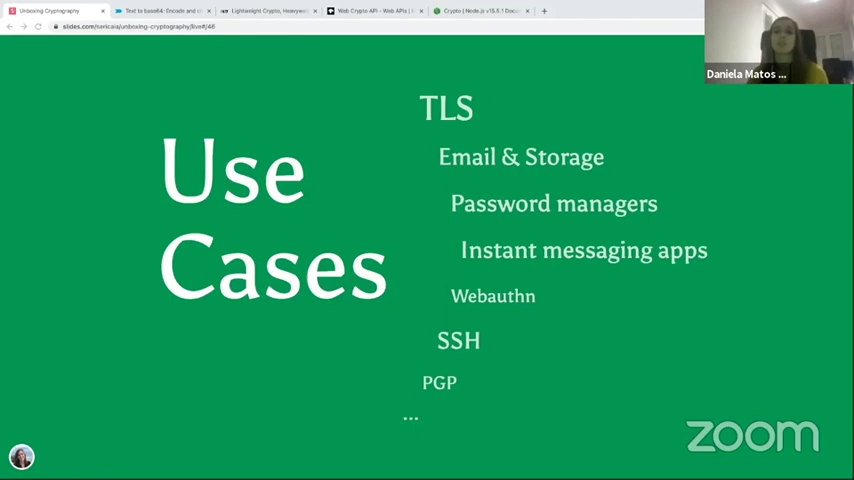 Unboxing Cryptography
Text to base64: Encode and
Lightweight Crypto, Heavyweig
Web Crypto API - Web APIs |
Crypto | Node.js v15.5.1 Docu
slides.com/sericaia/unboxing-cryptography/live#/46
Daniela Matos ...
Use
Cases
TLS
Email & Storage
Password managers
Instant messaging apps
Webauthn
SSH
PGP
...
zoom